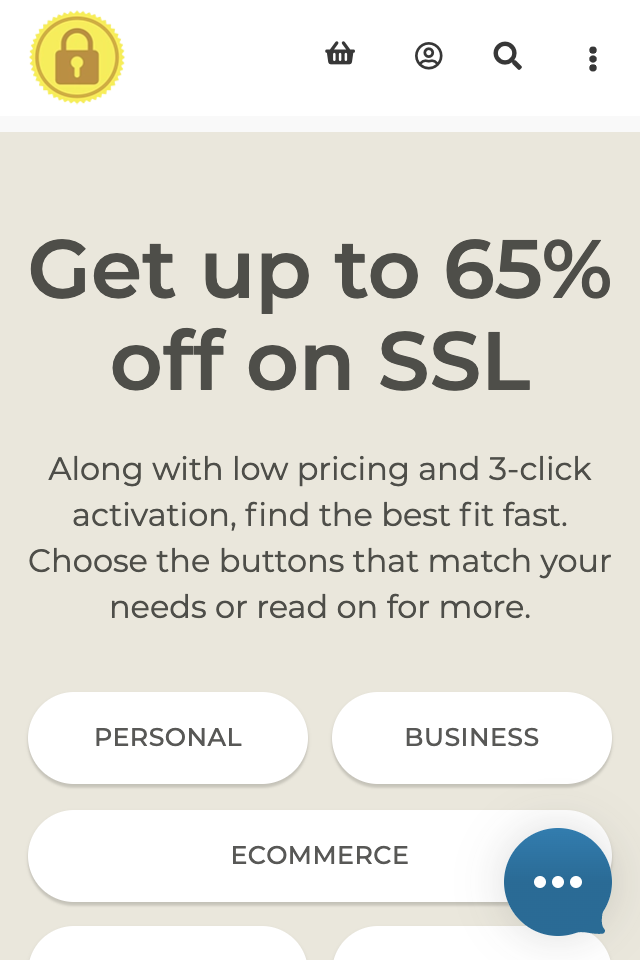 Get up to 65%
off on SSL
Along with low pricing and 3-click
activation, find the best fit fast.
Choose the buttons that match your
needs or read on for more.
PERSONAL
BUSINESS
ECOMMERCE